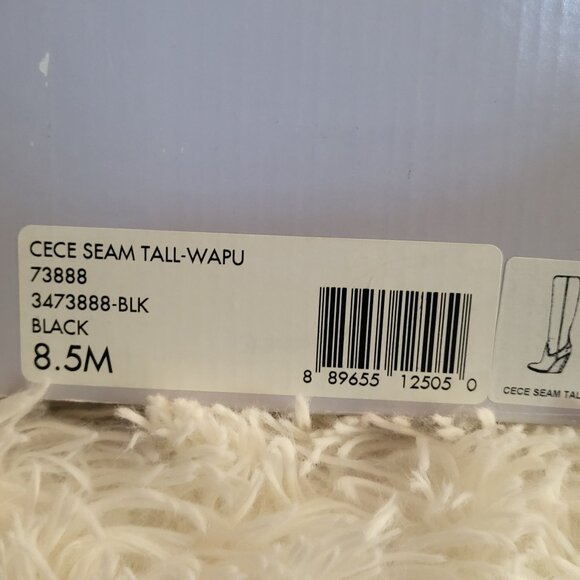 CECE SEAM TALL-WAPU
73888
3473888-BLK
BLACK
8.5M
8 89655 12505 0
CECE SEAM TAL